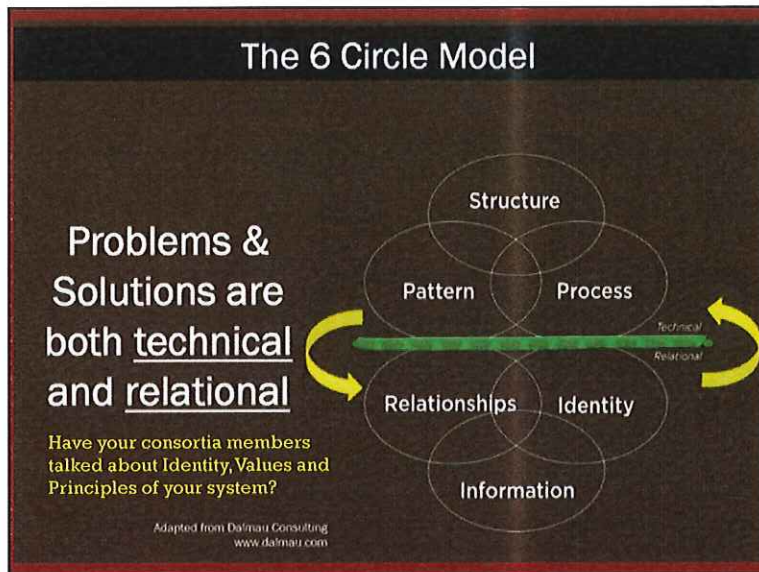 The 6 Circle Model
Problems &
Solutions are
both technical
and relational
Have your consortia members
talked about Identity, Values and
Principles of your system?
Adapted from Dalmau Consulting
www.dalmau.com
Structure
Pattern
Process
Technical
Relational
Relationships
Identity
Information